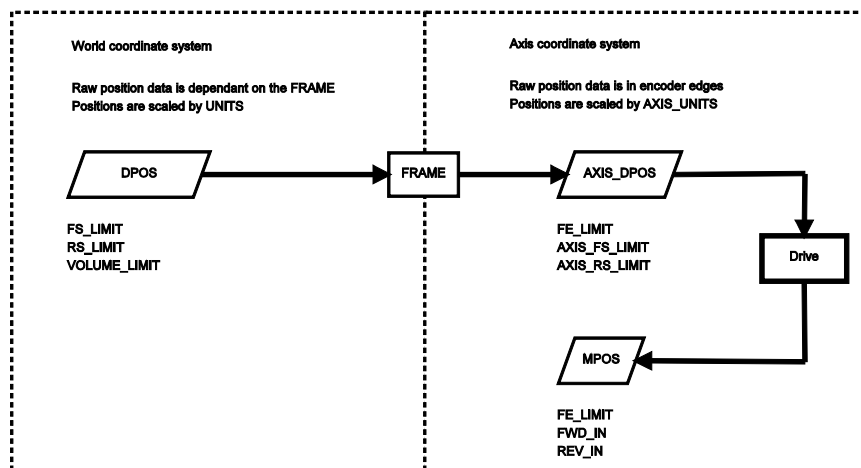 World coordinate system
Raw position data is dependant on the FRAME
Positions are scaled by UNITS
DPOS
FS_LIMIT
RS_LIMIT
VOLUME_LIMIT
FRAME
Axis coordinate system
Raw position data is in encoder edges
Positions are scaled by AXIS_UNITS
AXIS_DPOS
FE_LIMIT
AXIS_FS_LIMIT
AXIS_RS_LIMIT
Drive
MPOS
FE_LIMIT
FWD_IN
REV_IN